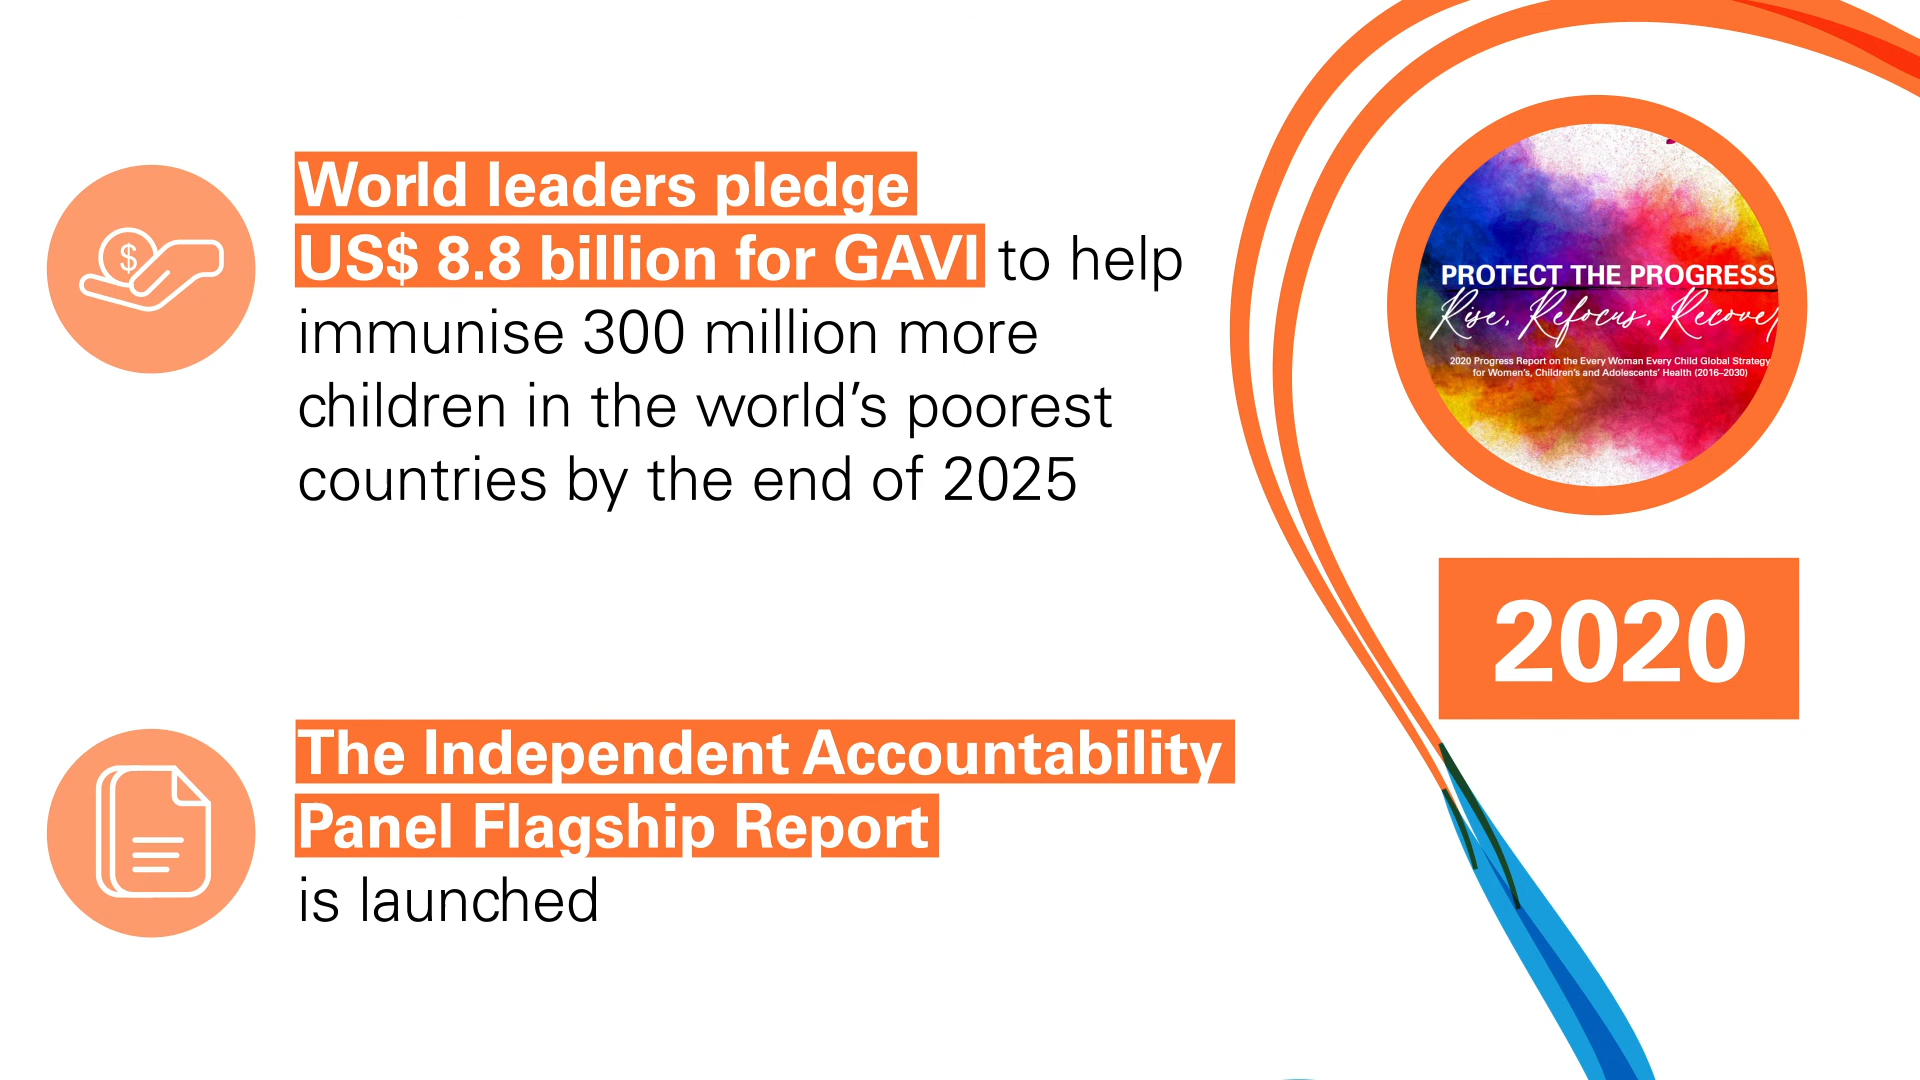 World leaders pledge
US$ 8.8 billion for GAVI to help
immunise 300 million more
children in the world’s poorest
countries by the end of 2025
The Independent Accountability
Panel Flagship Report
is launched
$
PROTECT THE PROGRESS
Rise, Refocus, Recover
2020 Progress Report on the Every Woman Every Child Global Strategy
for Women’s, Children’s and Adolescents’ Health (2016–2030)
2020